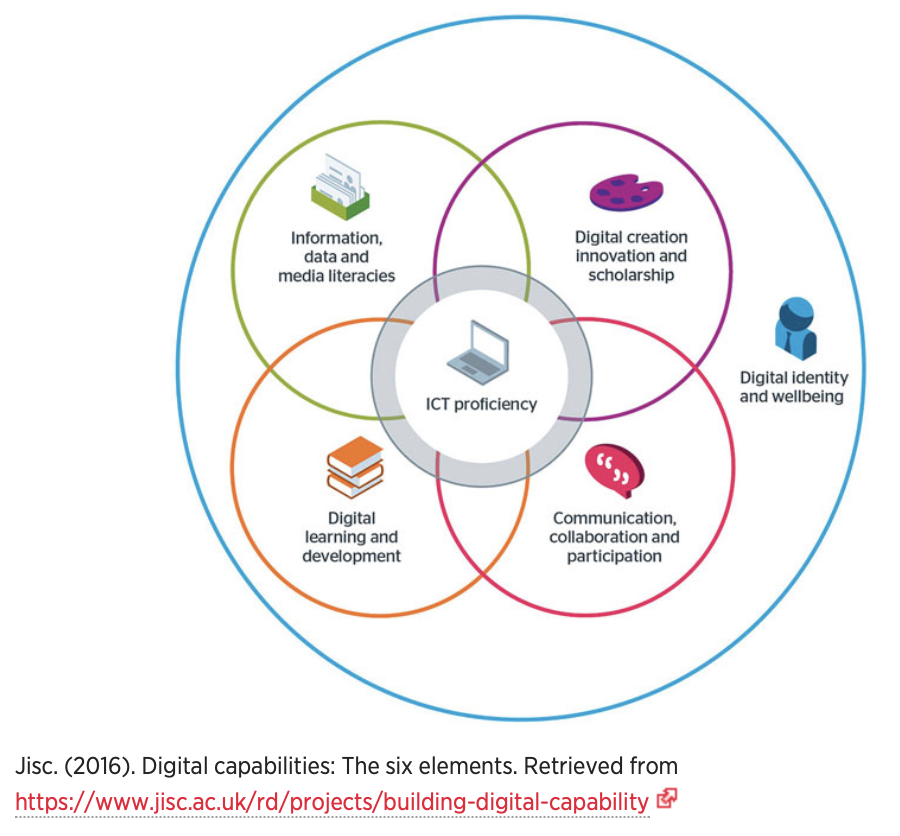 Information,
data and
media literacies
Digital creation
innovation and
scholarship
ICT proficiency
Digital identity
and wellbeing
Digital
learning and
development
Communication,
collaboration and
participation
Jisc. (2016). Digital capabilities: The six elements. Retrieved from
https://www.jisc.ac.uk/rd/projects/building-digital-capability